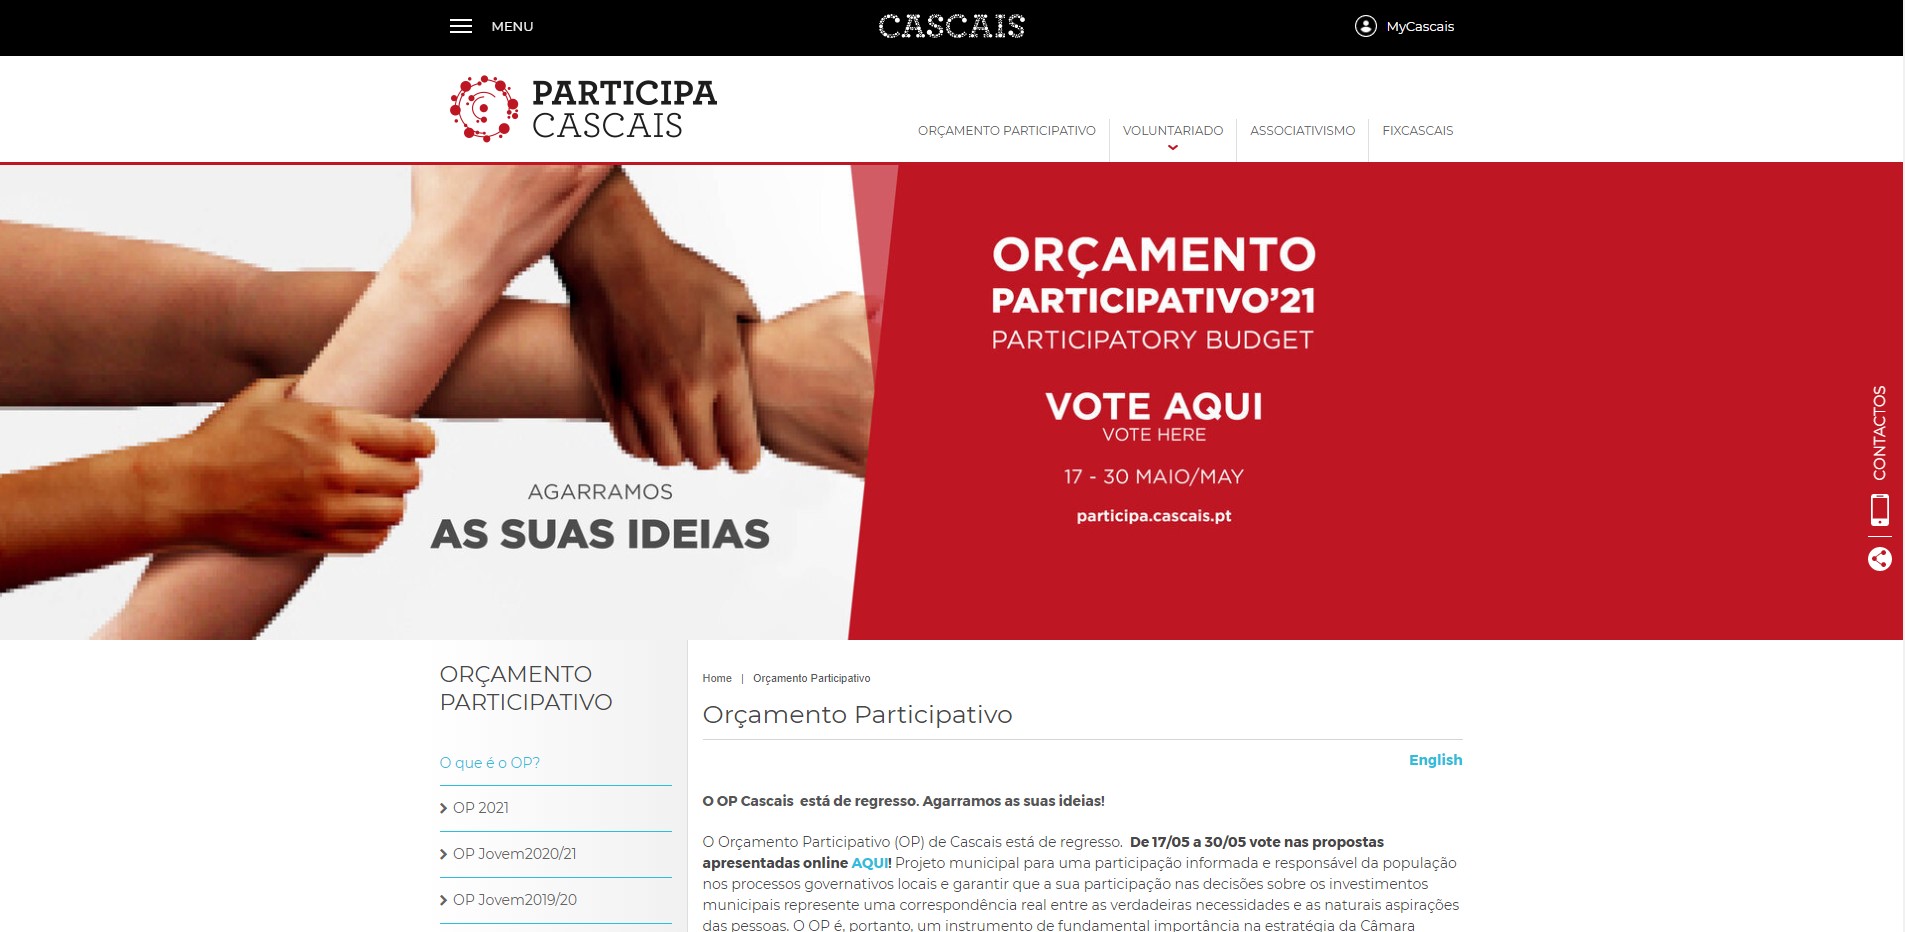 MENU
CASCAIS
MyCascais
PARTICIPA
CASCAIS
ORÇAMENTO PARTICIPATIVO
VOLUNTARIADO
ASSOCIATIVISMO
FIXCASCAIS
AGARRAMOS
AS SUAS IDEIAS
ORÇAMENTO
PARTICIPATIVO'21
PARTICIPATORY BUDGET
VOTE AQUI
VOTE HERE
17 - 30 MAIO/MAY
participa.cascais.pt
CONTACTOS
ORÇAMENTO
PARTICIPATIVO
O que é o OP?
OP 2021
OP Jovem2020/21
OP Jovem2019/20
Home | Orçamento Participativo
Orçamento Participativo
English
O OP Cascais está de regresso. Agarramos as suas ideias!
O Orçamento Participativo (OP) de Cascais está de regresso. De 17/05 a 30/05 vote nas propostas
apresentadas online AQUI! Projeto municipal para uma participação informada e responsável da população
nos processos governativos locais e garantir que a sua participação nas decisões sobre os investimentos
municipais represente uma correspondência real entre as verdadeiras necessidades e as naturais aspirações
das pessoas. O OP é, portanto, um instrumento de fundamental importância na estratégia da Câmara